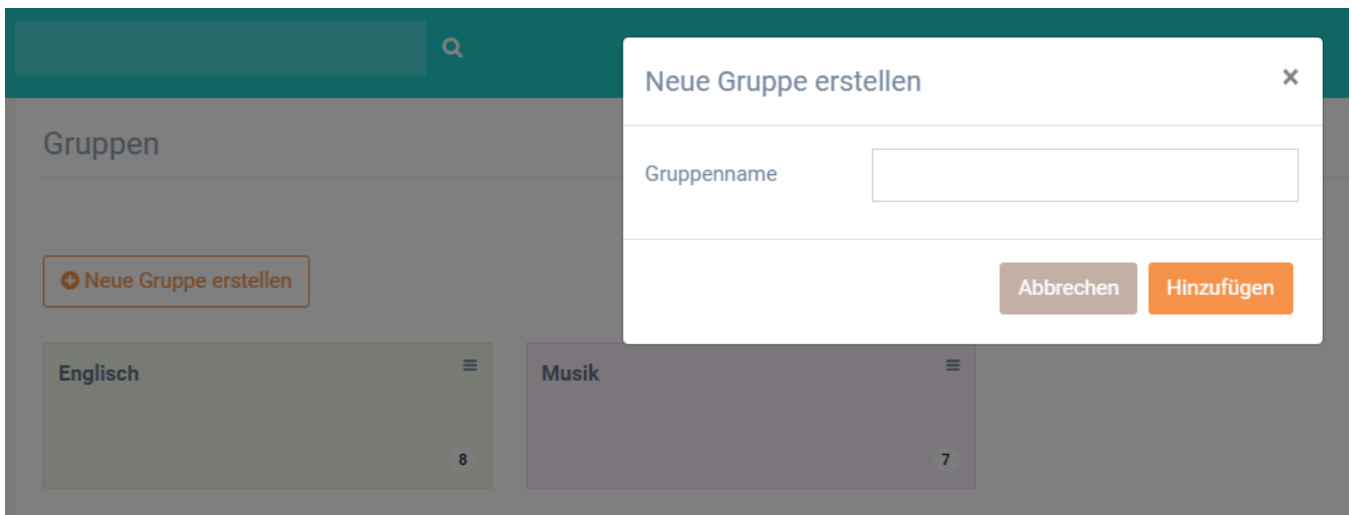 Neue Gruppe erstellen
Gruppen
Gruppenname
Neue Gruppe erstellen
Abbrechen Hinzufügen
Englisch Musik
8 7